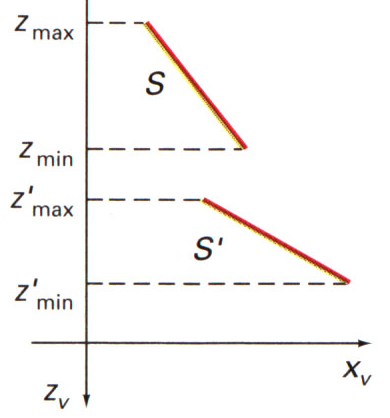 z max
S
z min
z' max
S'
z' min
x v
z v